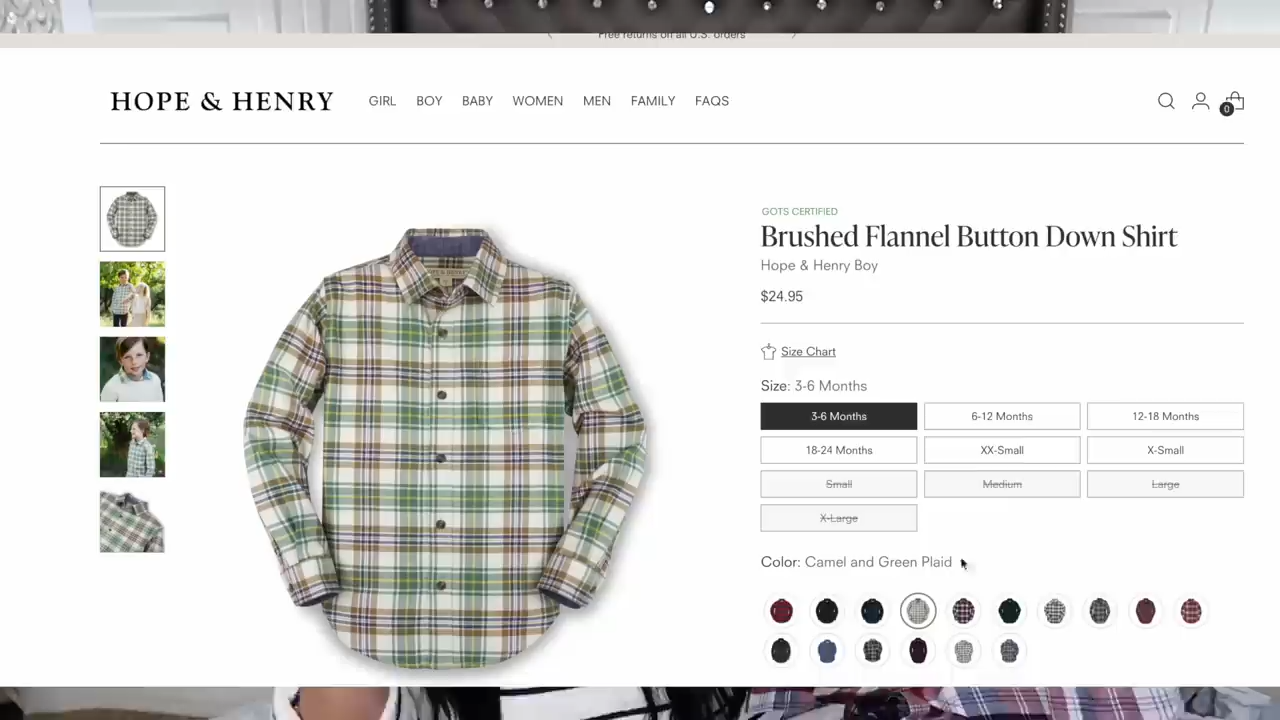 Free returns on all U.S. orders
HOPE & HENRY
GIRL BOY BABY WOMEN MEN FAMILY FAQS
0
GOTS CERTIFIED
Brushed Flannel Button Down Shirt
Hope & Henry Boy
$24.95
Size Chart
Size: 3-6 Months
3-6 Months 6-12 Months 12-18 Months
18-24 Months XX-Small X-Small
Small Medium Large
X-Large
Color: Camel and Green Plaid
HOPE & HENRY